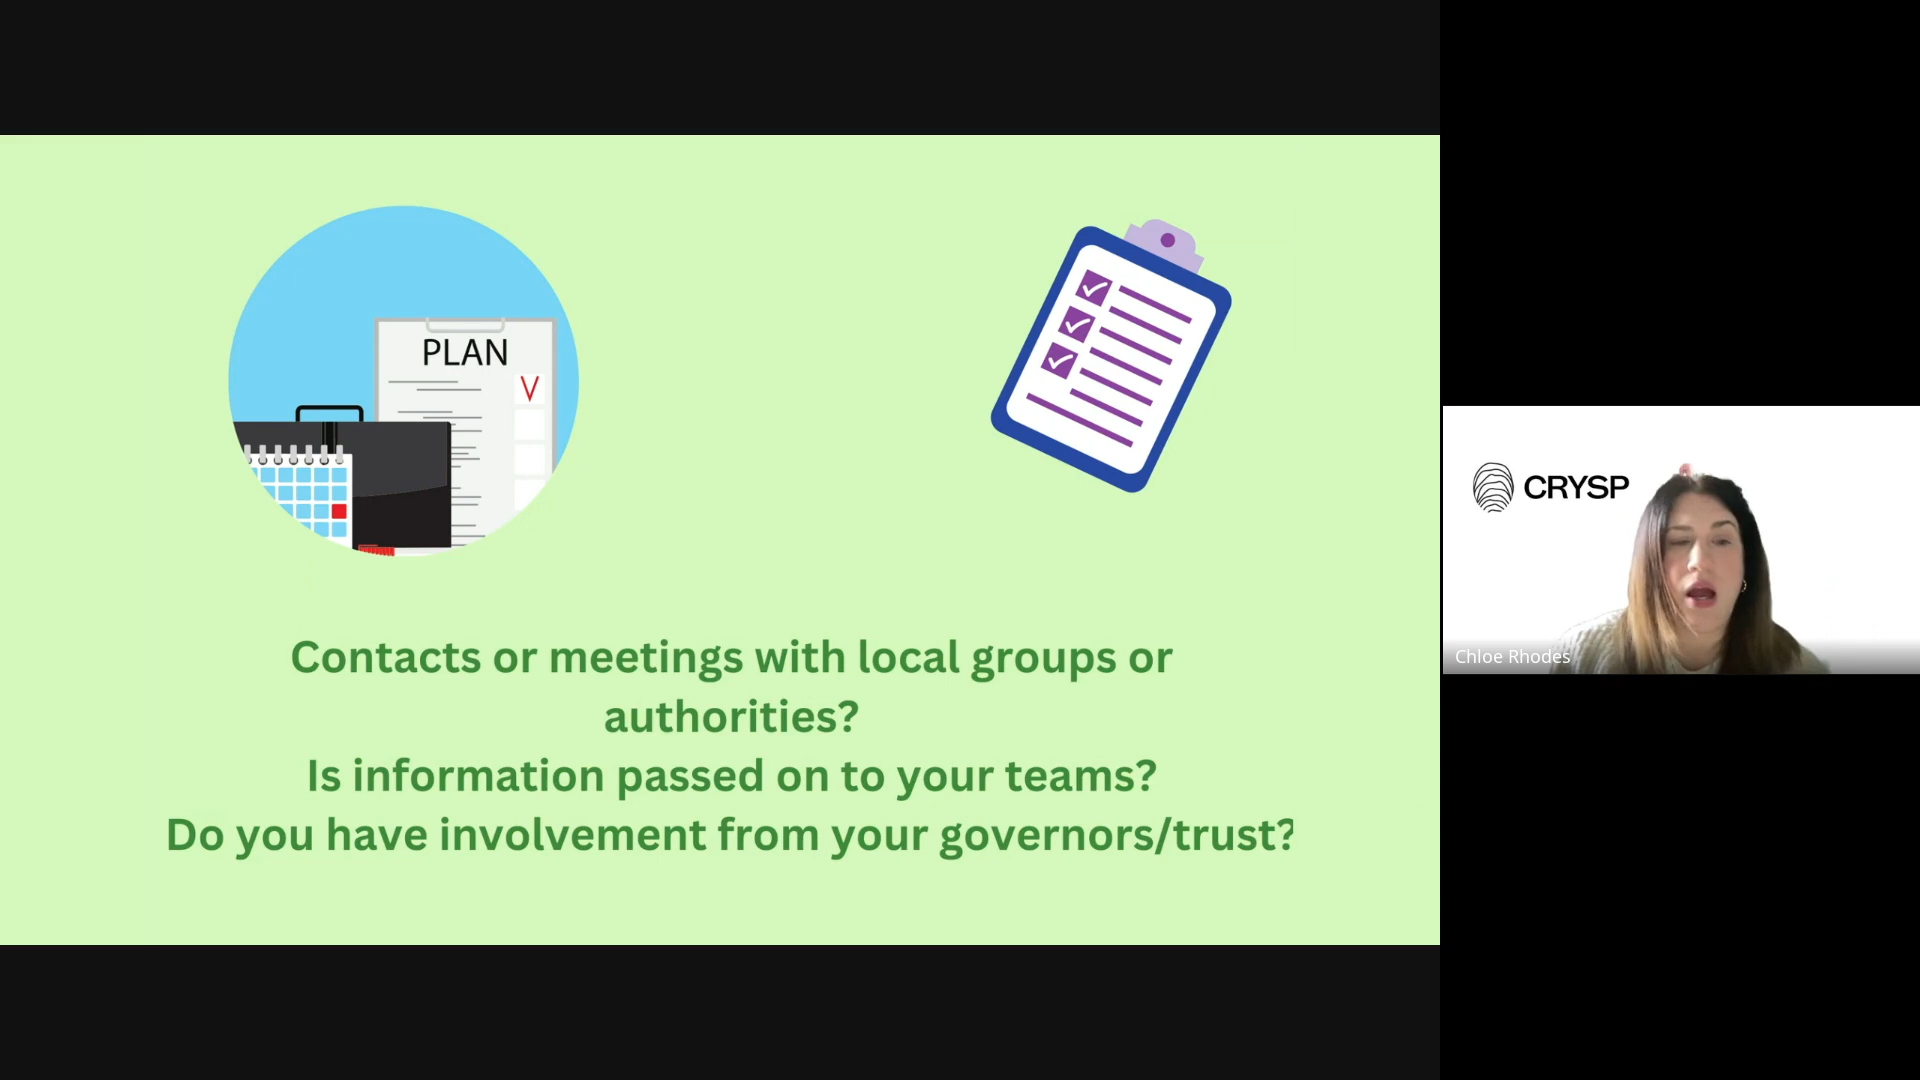 PLAN
V
Contacts or meetings with local groups or
authorities?
Is information passed on to your teams?
Do you have involvement from your governors/trust?
CRYSP
Chloe Rhodes